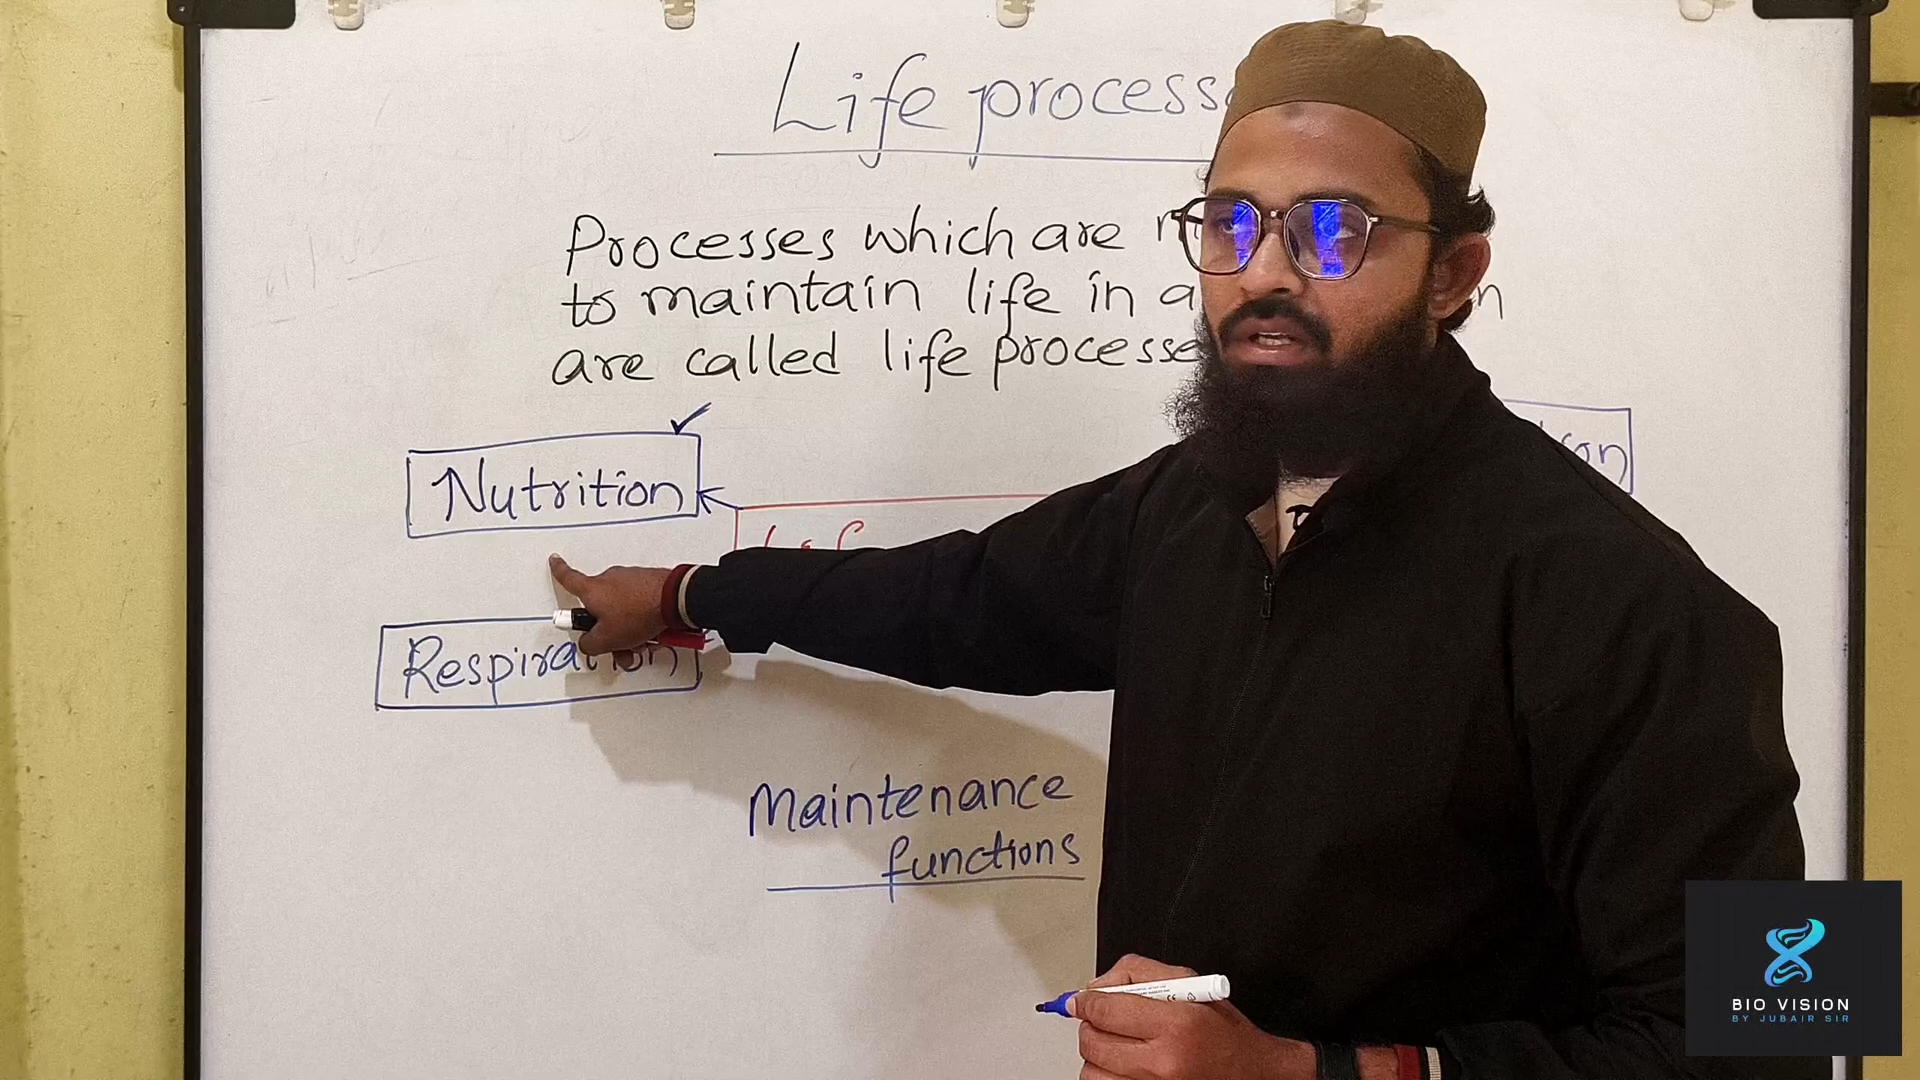 Life process
Processes which are
to maintain life in a
are called life processe
Nutrition
Respiration
Maintenance
functions
BIO VISION
BY JUBAIR SIR